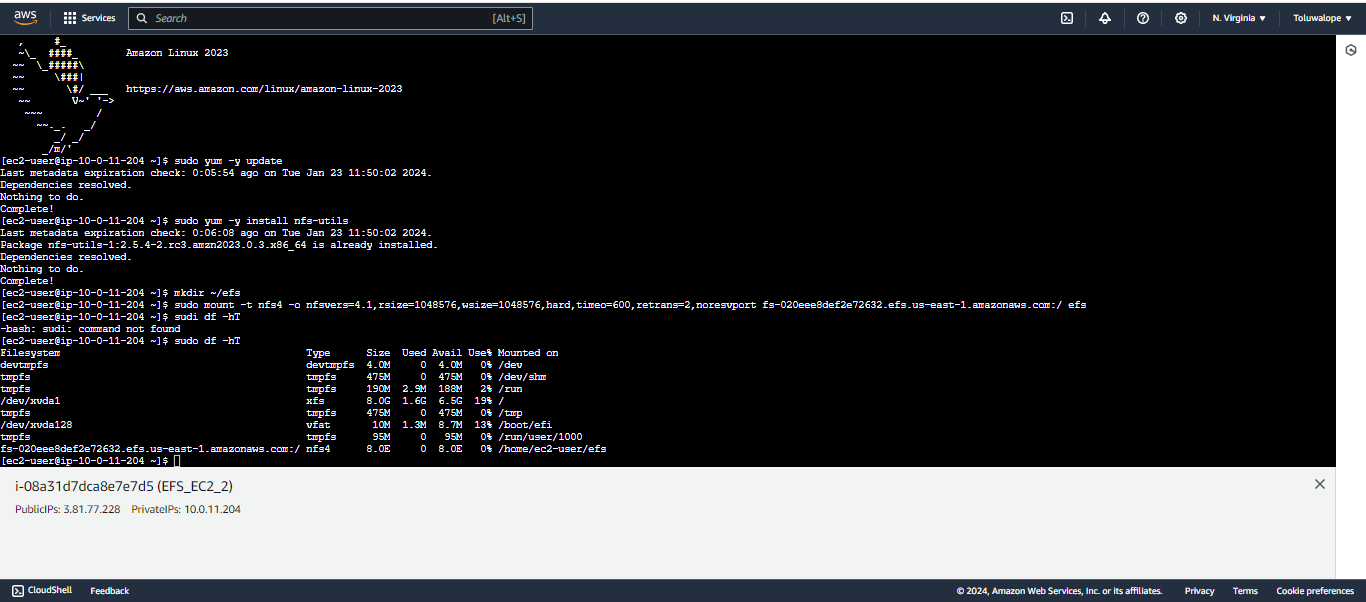 aws Services Search [Alt+S] N. Virginia Toluwalope
   ,     #_
   ~\_  ####_        Amazon Linux 2023
  ~~  \_#####\
  ~~     \###|
  ~~       \#/ ___   https://aws.amazon.com/linux/amazon-linux-2023
   ~~       V~' '->
    ~~~         /
      ~~._.   _/
         _/ _/
       _/m/'
[ec2-user@ip-10-0-11-204 ~]$ sudo yum -y update
Last metadata expiration check: 0:05:54 ago on Tue Jan 23 11:50:02 2024.
Dependencies resolved.
Nothing to do.
Complete!
[ec2-user@ip-10-0-11-204 ~]$ sudo yum -y install nfs-utils
Last metadata expiration check: 0:06:08 ago on Tue Jan 23 11:50:02 2024.
Package nfs-utils-1:2.5.4-2.rc3.amzn2023.0.3.x86_64 is already installed.
Dependencies resolved.
Nothing to do.
Complete!
[ec2-user@ip-10-0-11-204 ~]$ mkdir ~/efs
[ec2-user@ip-10-0-11-204 ~]$ sudo mount -t nfs4 -o nfsvers=4.1,rsize=1048576,wsize=1048576,hard,timeo=600,retrans=2,noresvport fs-020eee8def2e72632.efs.us-east-1.amazonaws.com:/ efs
[ec2-user@ip-10-0-11-204 ~]$ sudi df -hT
-bash: sudi: command not found
[ec2-user@ip-10-0-11-204 ~]$ sudo df -hT
Filesystem                                         Type      Size  Used Avail Use% Mounted on
devtmpfs                                           devtmpfs  4.0M     0  4.0M   0% /dev
tmpfs                                              tmpfs     475M     0  475M   0% /dev/shm
tmpfs                                              tmpfs     190M  2.9M  188M   2% /run
/dev/xvda1                                         xfs       8.0G  1.6G  6.5G  19% /
tmpfs                                              tmpfs     475M     0  475M   0% /tmp
/dev/xvda128                                       vfat       10M  1.3M  8.7M  13% /boot/efi
tmpfs                                              tmpfs      95M     0   95M   0% /run/user/1000
fs-020eee8def2e72632.efs.us-east-1.amazonaws.com:/ nfs4      8.0E     0  8.0E   0% /home/ec2-user/efs
[ec2-user@ip-10-0-11-204 ~]$
i-08a31d7dca8e7e7d5 (EFS_EC2_2)
PublicIPs: 3.81.77.228 PrivateIPs: 10.0.11.204
CloudShell Feedback © 2024, Amazon Web Services, Inc. or its affiliates. Privacy Terms Cookie preferences